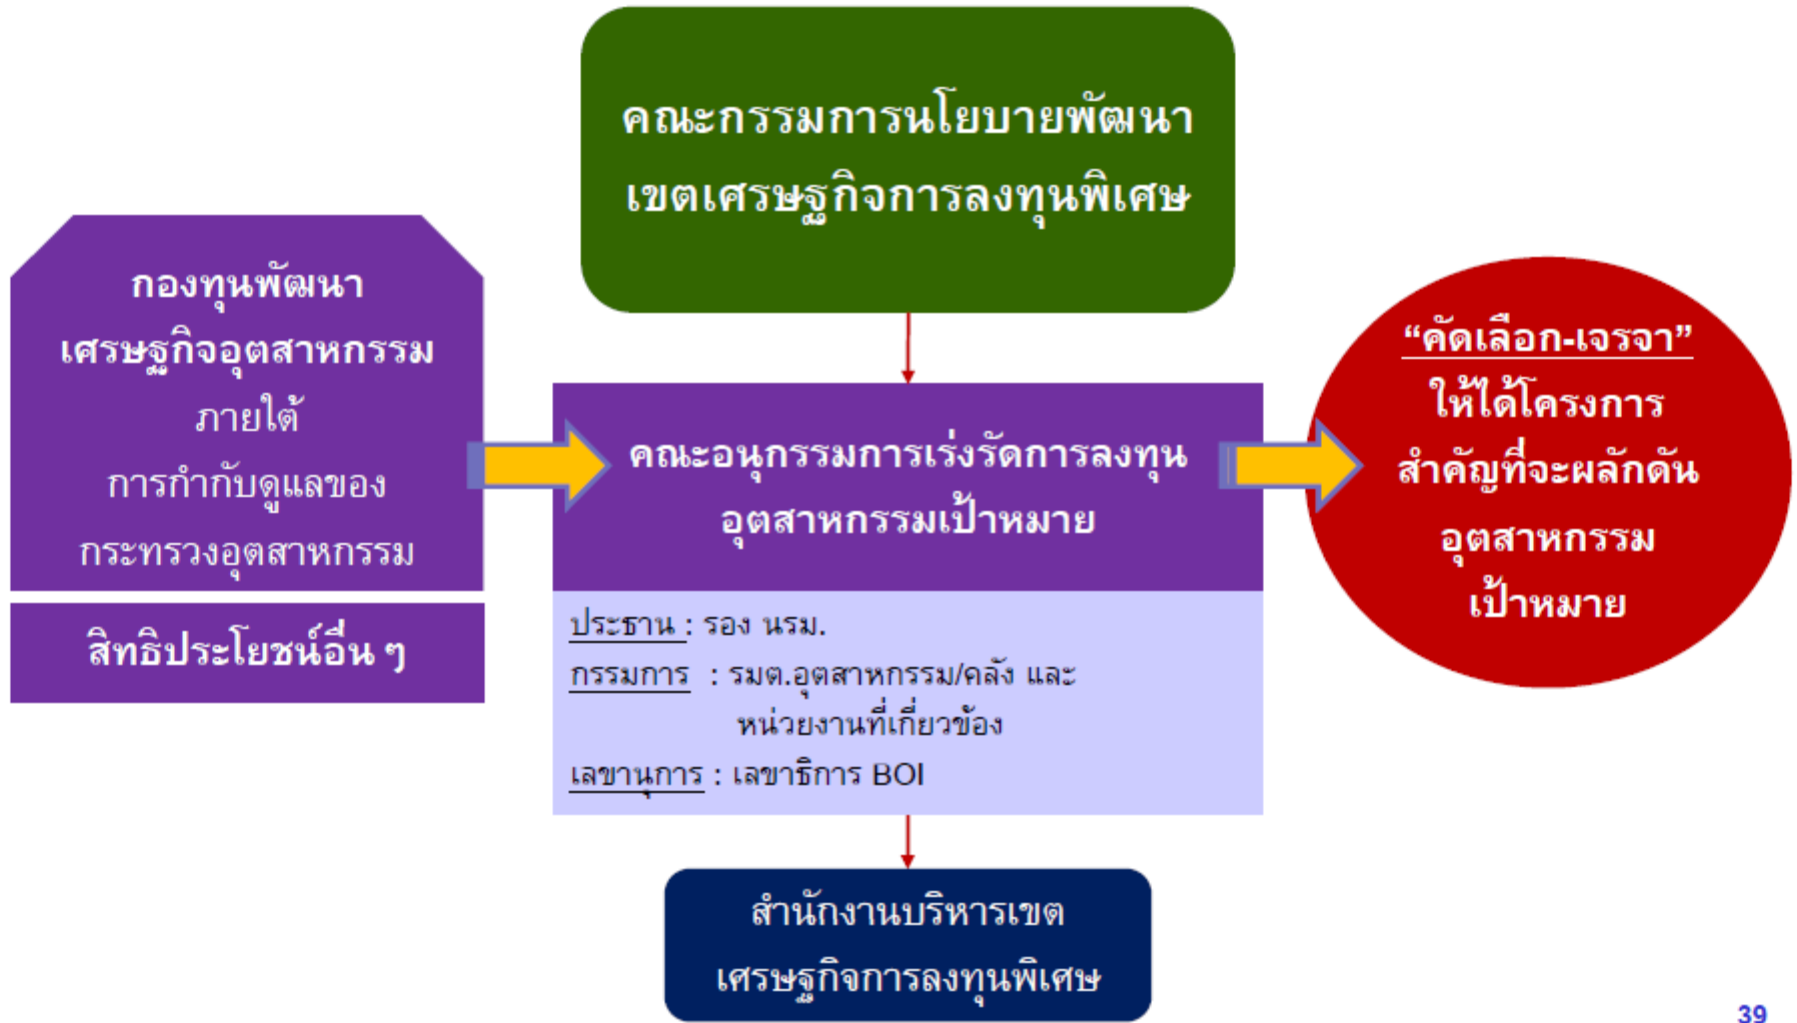 คณะกรรมการนโยบายพัฒนา
เขตเศรษฐกิจการลงทุนพิเศษ
กองทุนพัฒนา
เศรษฐกิจอุตสาหกรรม
ภายใต้
การกำกับดูแลของ
กระทรวงอุตสาหกรรม
สิทธิประโยชน์อื่น ๆ
คณะอนุกรรมการเร่งรัดการลงทุน
อุตสาหกรรมเป้าหมาย
ประธาน : รอง นรม.
กรรมการ : รมต.อุตสาหกรรม/คลัง และ
หน่วยงานที่เกี่ยวข้อง
เลขานุการ : เลขาธิการ BOI
“คัดเลือก-เจรจา”
ให้ได้โครงการ
สำคัญที่จะผลักดัน
อุตสาหกรรม
เป้าหมาย
สำนักงานบริหารเขต
เศรษฐกิจการลงทุนพิเศษ
39